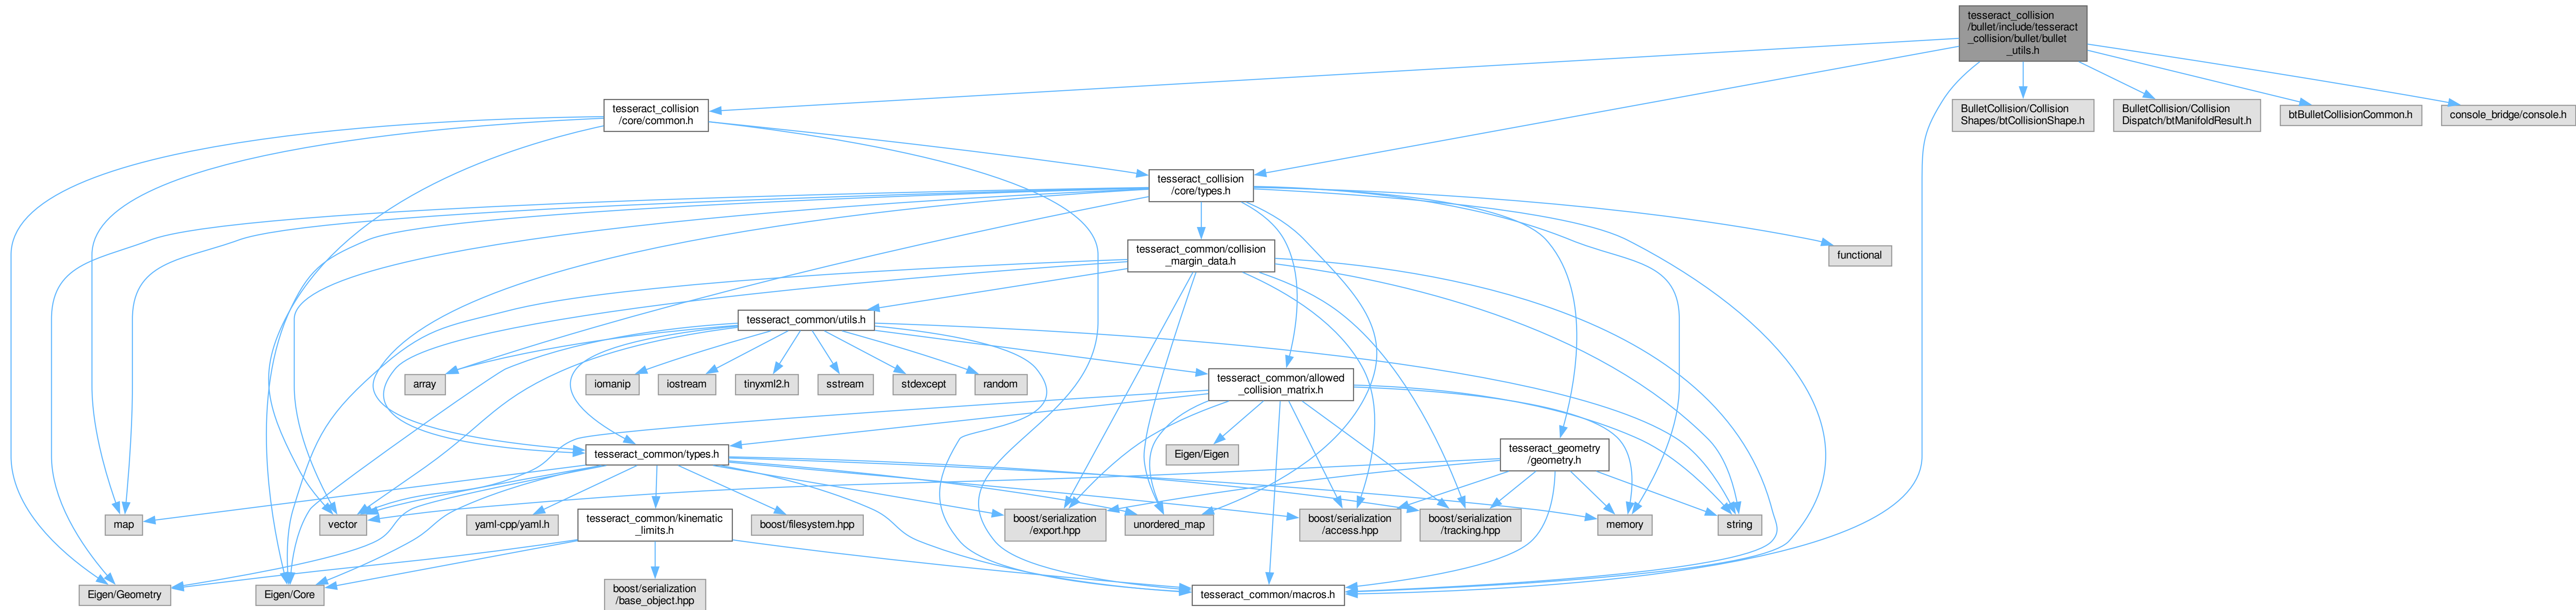 tesseract_collision
/bullet/include/tesseract
_collision/bullet/bullet
_utils.h
tesseract_collision
/core/common.h
BulletCollision/Collision
Shapes/btCollisionShape.h
BulletCollision/Collision
Dispatch/btManifoldResult.h
btBulletCollisionCommon.h
console_bridge/console.h
tesseract_collision
/core/types.h
tesseract_common/collision
_margin_data.h
functional
tesseract_common/utils.h
array
iomanip
iostream
tinyxml2.h
sstream
stdexcept
random
tesseract_common/allowed
_collision_matrix.h
tesseract_common/types.h
Eigen/Eigen
tesseract_geometry
/geometry.h
map
vector
yaml-cpp/yaml.h
tesseract_common/kinematic
_limits.h
boost/filesystem.hpp
boost/serialization
/export.hpp
unordered_map
boost/serialization
/access.hpp
boost/serialization
/tracking.hpp
memory
string
Eigen/Geometry
Eigen/Core
boost/serialization
/base_object.hpp
tesseract_common/macros.h